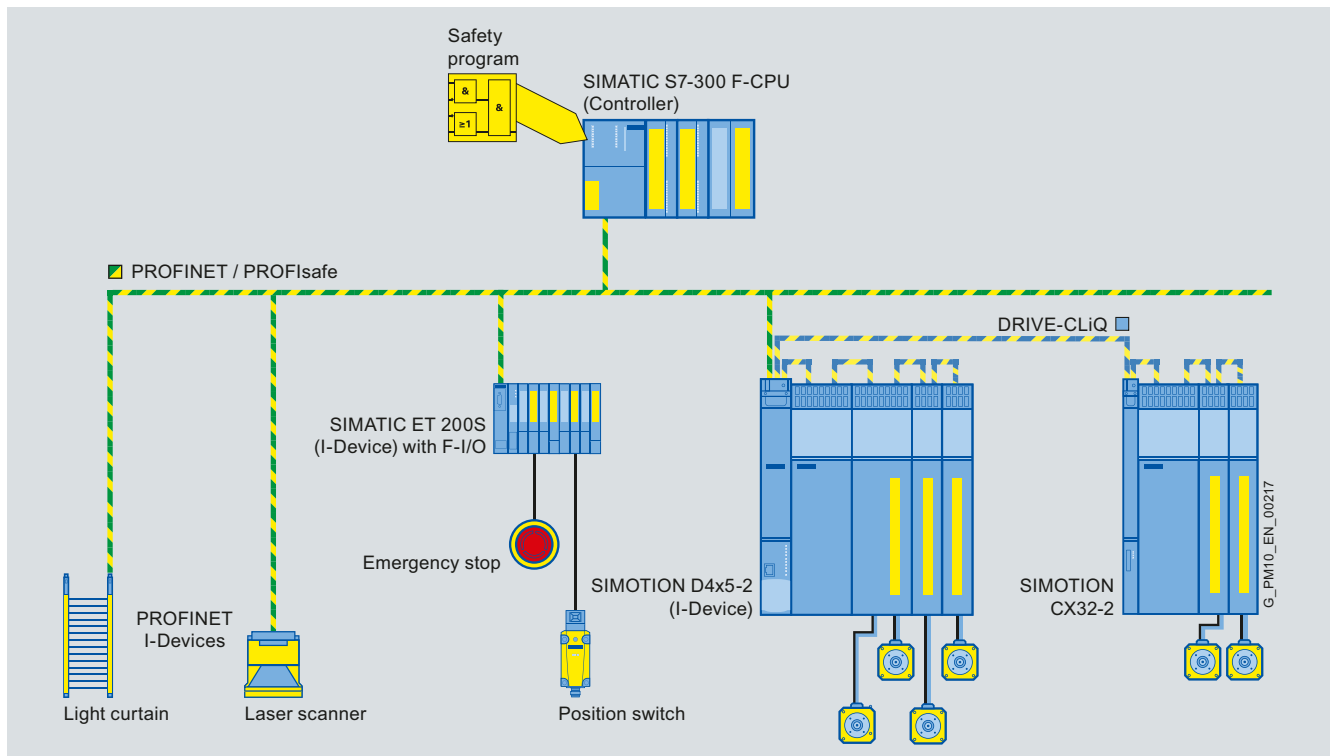 Safety
program
&
≥1
&
SIMATIC S7-300 F-CPU
(Controller)
PROFINET / PROFIsafe
DRIVE-CLiQ
SIMATIC ET 200S
(I-Device) with F-I/O
Emergency stop
SIMOTION D4x5-2
(I-Device)
SIMOTION
CX32-2
G_PM10_EN_00217
PROFINET
I-Devices
Light curtain
Laser scanner
Position switch